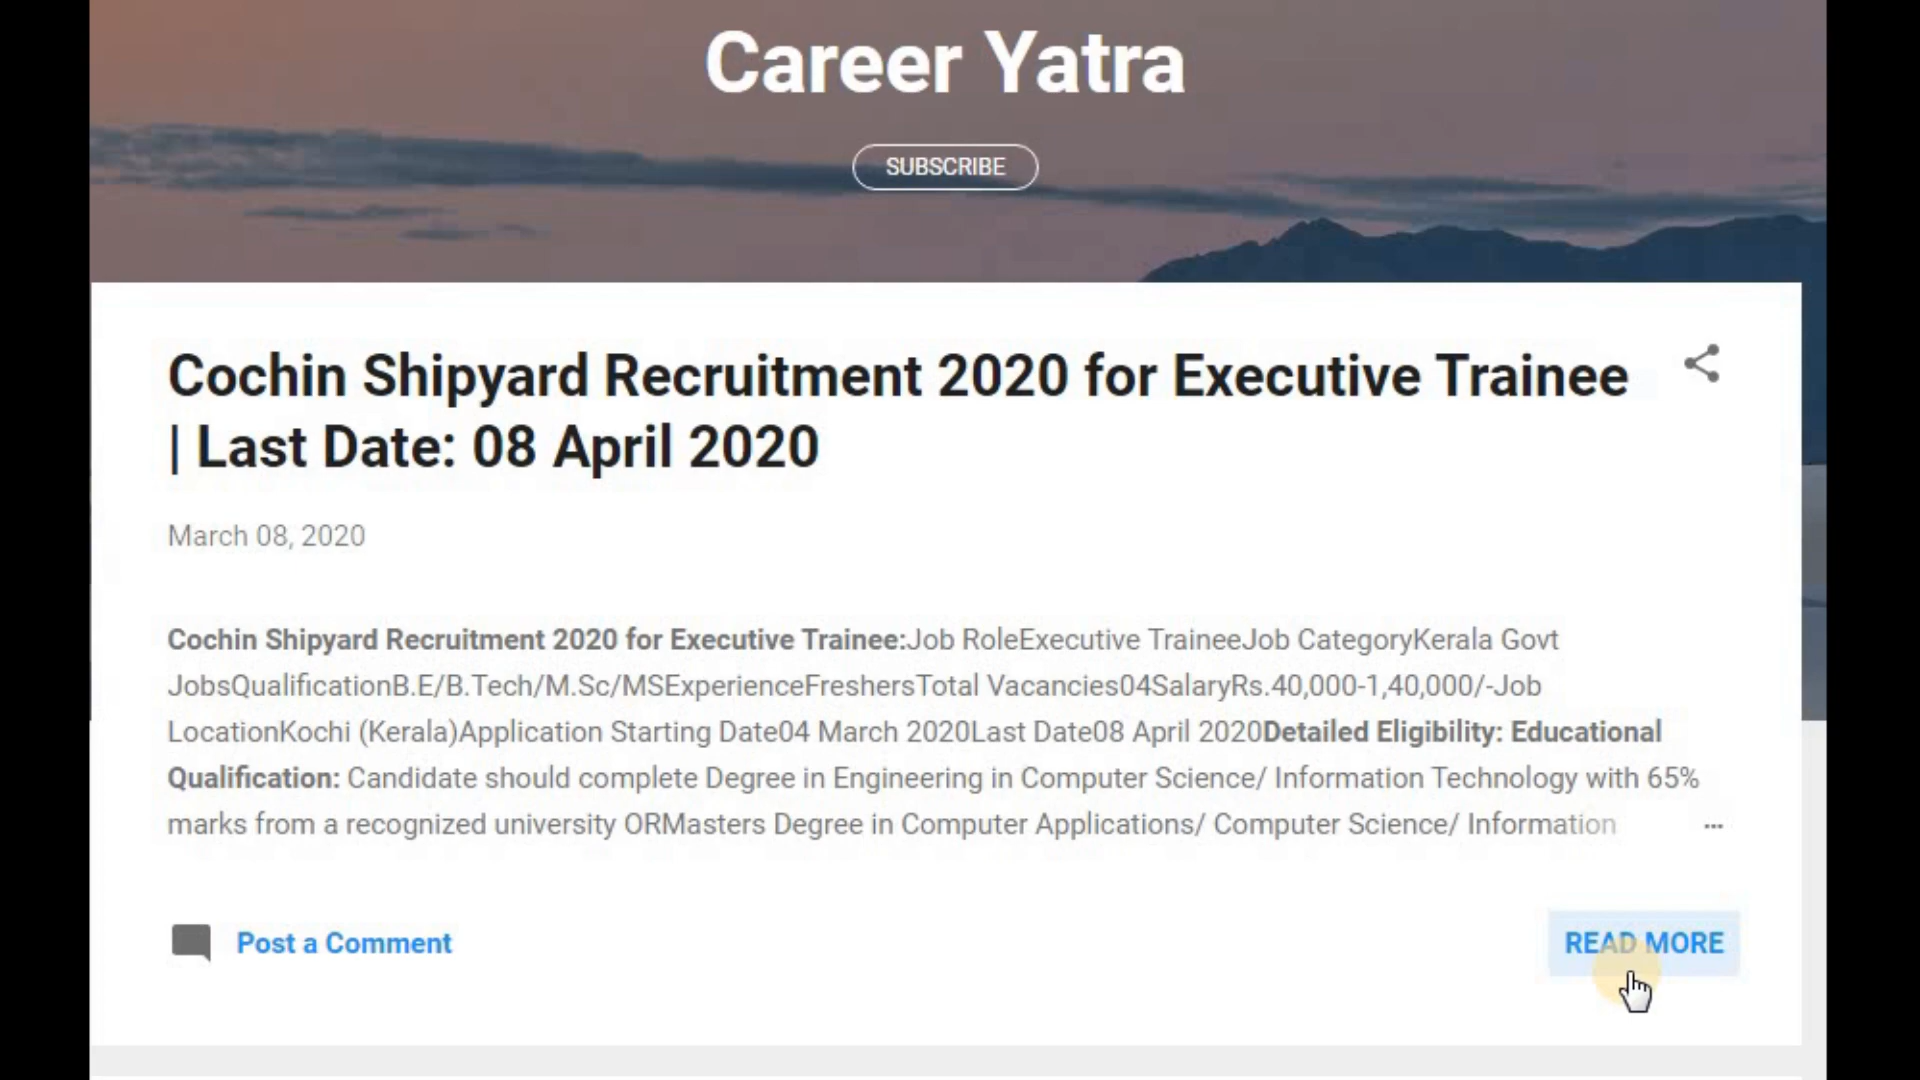 Career Yatra
SUBSCRIBE
Cochin Shipyard Recruitment 2020 for Executive Trainee
| Last Date: 08 April 2020
March 08, 2020
Cochin Shipyard Recruitment 2020 for Executive Trainee:Job RoleExecutive TraineeJob CategoryKerala Govt
JobsQualificationB.E/B.Tech/M.Sc/MSExperienceFreshersTotal Vacancies04SalaryRs.40,000-1,40,000/-Job
LocationKochi (Kerala)Application Starting Date04 March 2020Last Date08 April 2020Detailed Eligibility: Educational
Qualification: Candidate should complete Degree in Engineering in Computer Science/ Information Technology with 65%
marks from a recognized university ORMasters Degree in Computer Applications/ Computer Science/ Information ...
Post a Comment
READ MORE